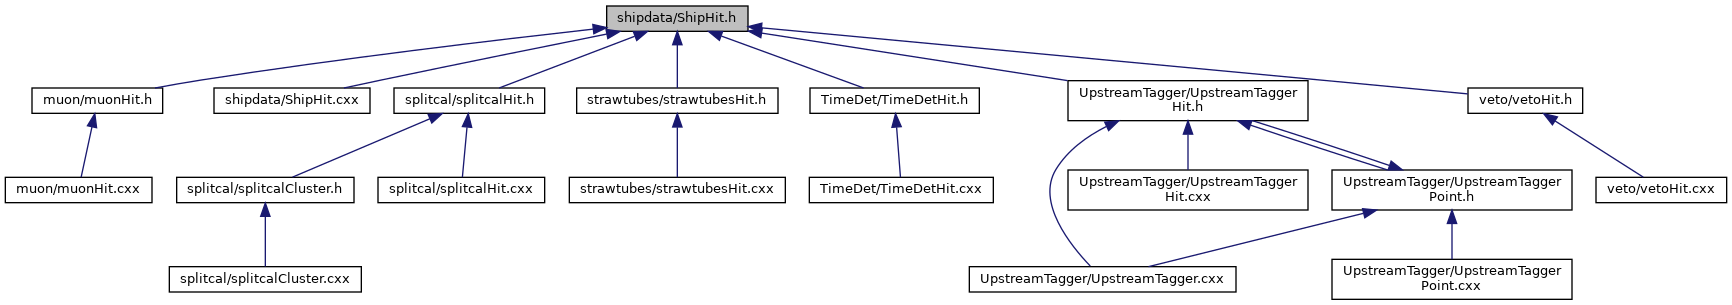 shipdata/ShipHit.h
muon/muonHit.h
shipdata/ShipHit.cxx
splitcal/splitcalHit.h
strawtubes/strawtubesHit.h
TimeDet/TimeDetHit.h
UpstreamTagger/UpstreamTagger
Hit.h
veto/vetoHit.h
muon/muonHit.cxx
splitcal/splitcalCluster.h
splitcal/splitcalHit.cxx
strawtubes/strawtubesHit.cxx
TimeDet/TimeDetHit.cxx
UpstreamTagger/UpstreamTagger
Hit.cxx
UpstreamTagger/UpstreamTagger
Point.h
veto/vetoHit.cxx
splitcal/splitcalCluster.cxx
UpstreamTagger/UpstreamTagger.cxx
UpstreamTagger/UpstreamTagger
Point.cxx